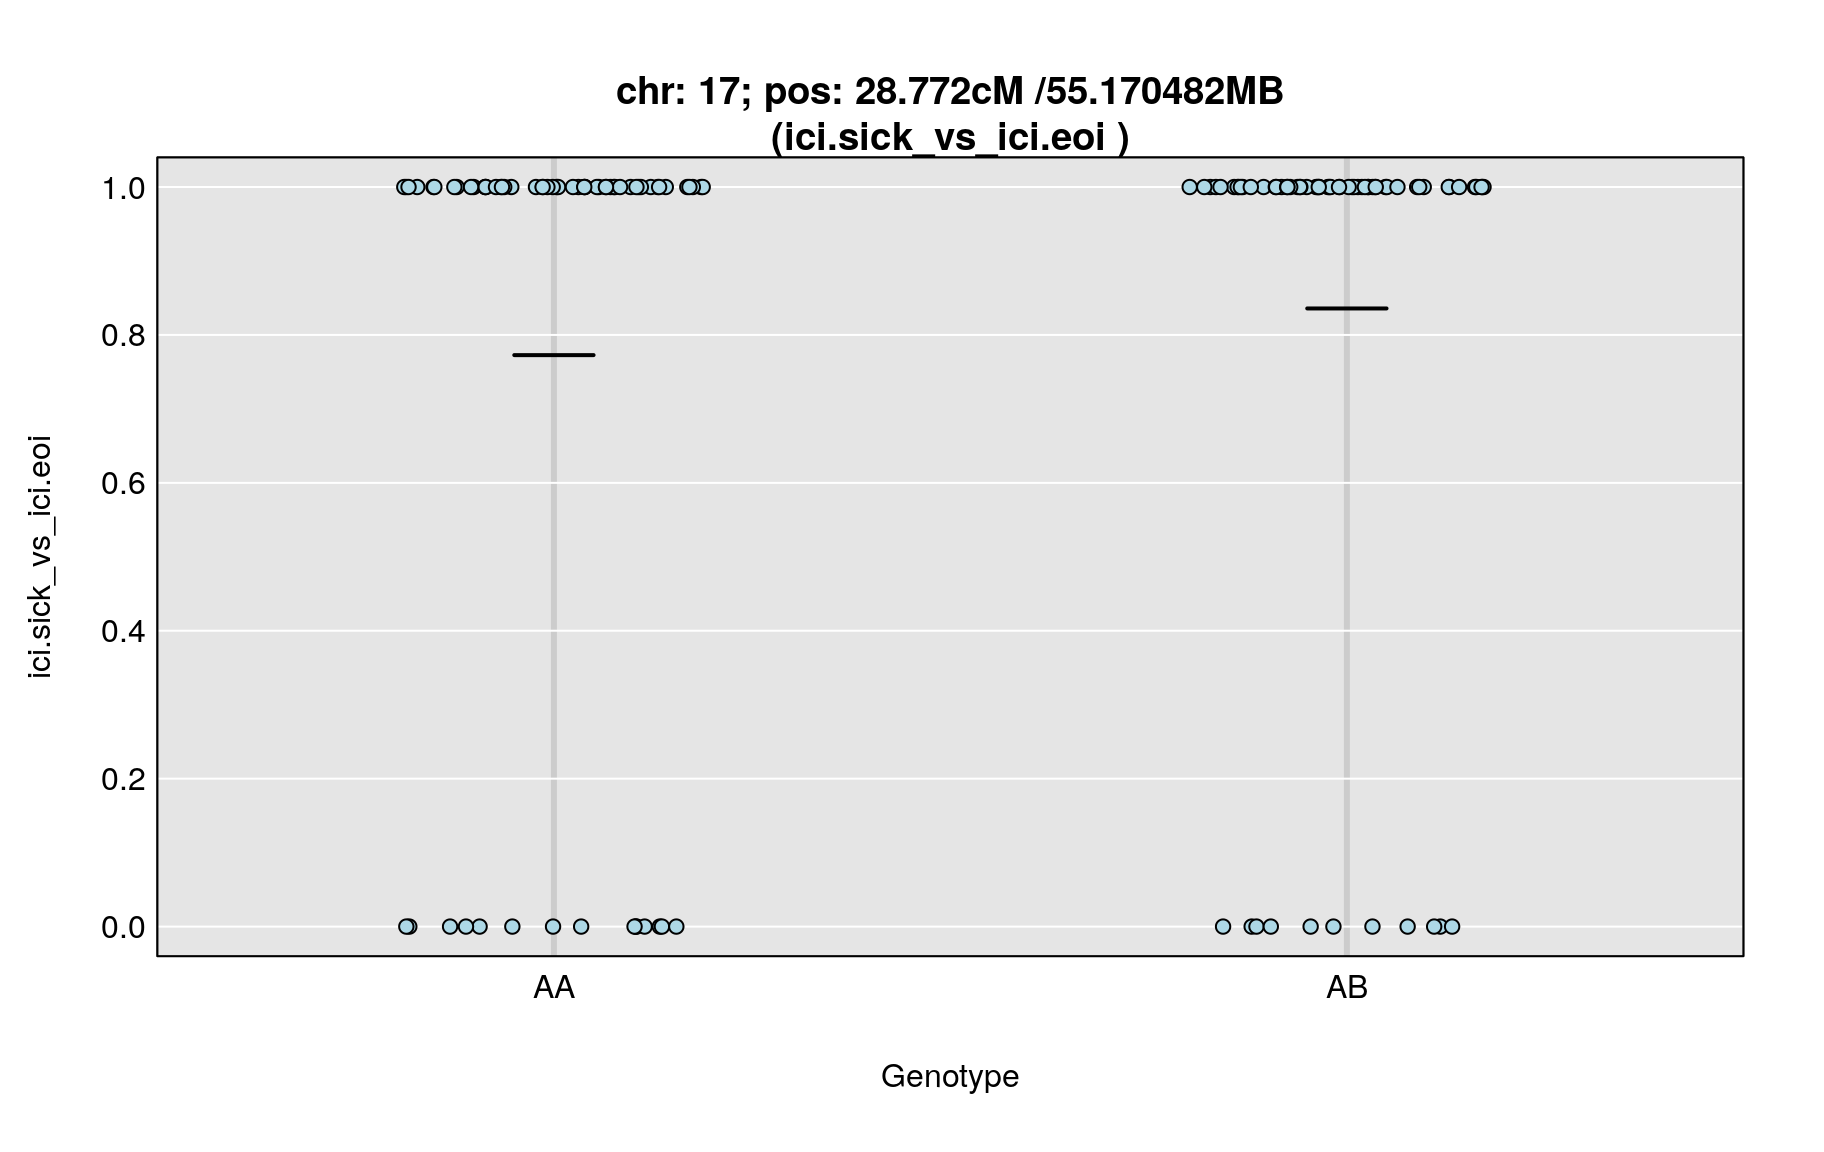 chr: 17; pos: 28.772cM /55.170482MB
(ici.sick_vs_ici.eoi )
ici.sick_vs_ici.eoi
1.0
0.8
0.6
0.4
0.2
0.0
AA AB
Genotype